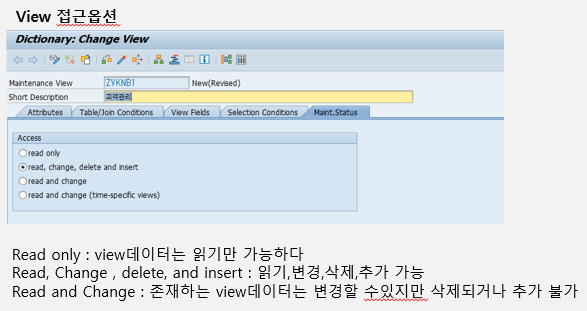 View 접근옵션
Dictionary: Change View
Maintenance View ZVKNB1 New(Revised)
Short Description 고객관리
Attributes Table/Join Conditions View Fields Selection Conditions Maint.Status
Access
read only
read, change, delete and insert
read and change
read and change (time-specific views)
Read only : view데이터는 읽기만 가능하다
Read, Change , delete, and insert : 읽기,변경,삭제,추가 가능
Read and Change : 존재하는 view데이터는 변경할 수있지만 삭제되거나 추가 불가